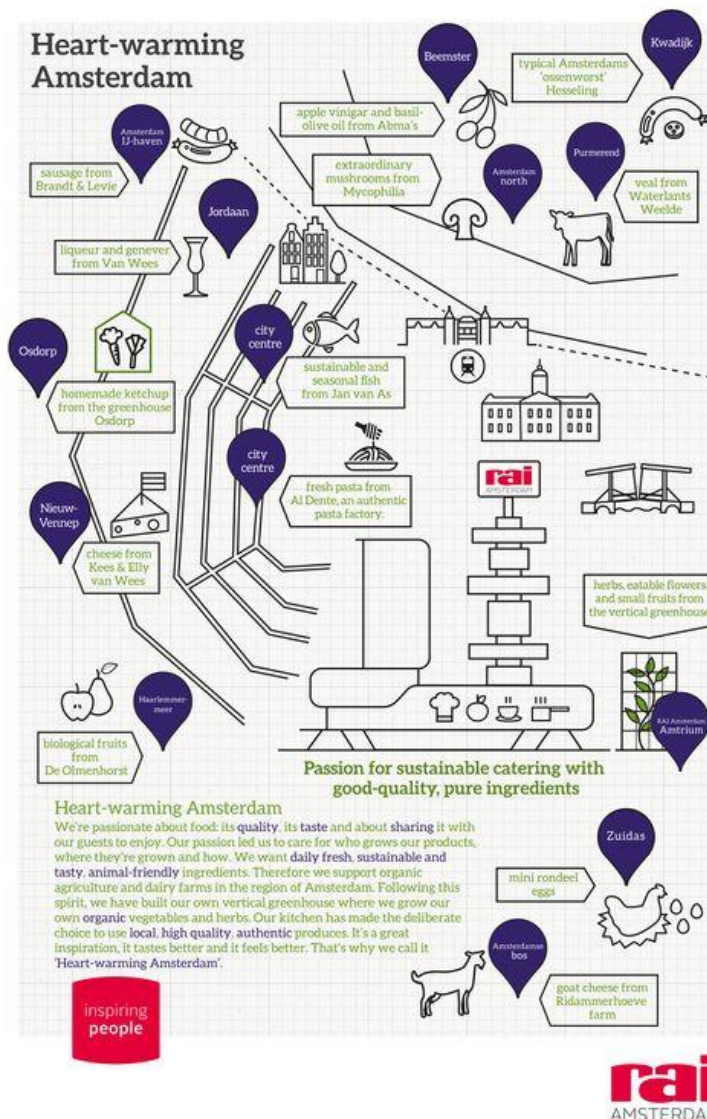 Heart-warming
Amsterdam
Beemster
Kwadijk
typical Amsterdams
'ossenworst'
Hesseling
apple vinigar and basil-
olive oil from Abma's
Amsterdam
IJ-haven
sausage from
Brandt & Levie
extraordinary
mushrooms from
Mycophilia
Amsterdam
north
Purmerend
veal from
Waterlants
Weelde
Jordaan
liqueur and genever
from Van Wees
Osdorp
homemade ketchup
from the greenhouse
Osdorp
city
centre
sustainable and
seasonal fish
from Jan van As
city
centre
fresh pasta from
Al Dente, an authentic
pasta factory.
rai
AMSTERDAM
Nieuw-
Vennep
cheese from
Kees & Elly
van Wees
herbs, eatable flowers
and small fruits from
the vertical greenhouse
Haarlemmer-
meer
biological fruits
from
De Olmenhorst
RAI Amsterdam
Amtrium
Passion for sustainable catering with
good-quality, pure ingredients
Heart-warming Amsterdam
We're passionate about food: its quality, its taste and about sharing it with
our guests to enjoy. Our passion led us to care for who grows our products,
where they're grown and how. We want daily fresh, sustainable and
tasty, animal-friendly ingredients. Therefore we support organic
agriculture and dairy farms in the region of Amsterdam. Following this
spirit, we have built our own vertical greenhouse where we grow our
own organic vegetables and herbs. Our kitchen has made the deliberate
choice to use local, high quality, authentic produces. It's a great
inspiration, it tastes better and it feels better. That's why we call it
'Heart-warming Amsterdam'.
Zuidas
mini rondeel
eggs
Amsterdamse
bos
goat cheese from
Ridammerhoeve
farm
inspiring
people
rai
AMSTERDA